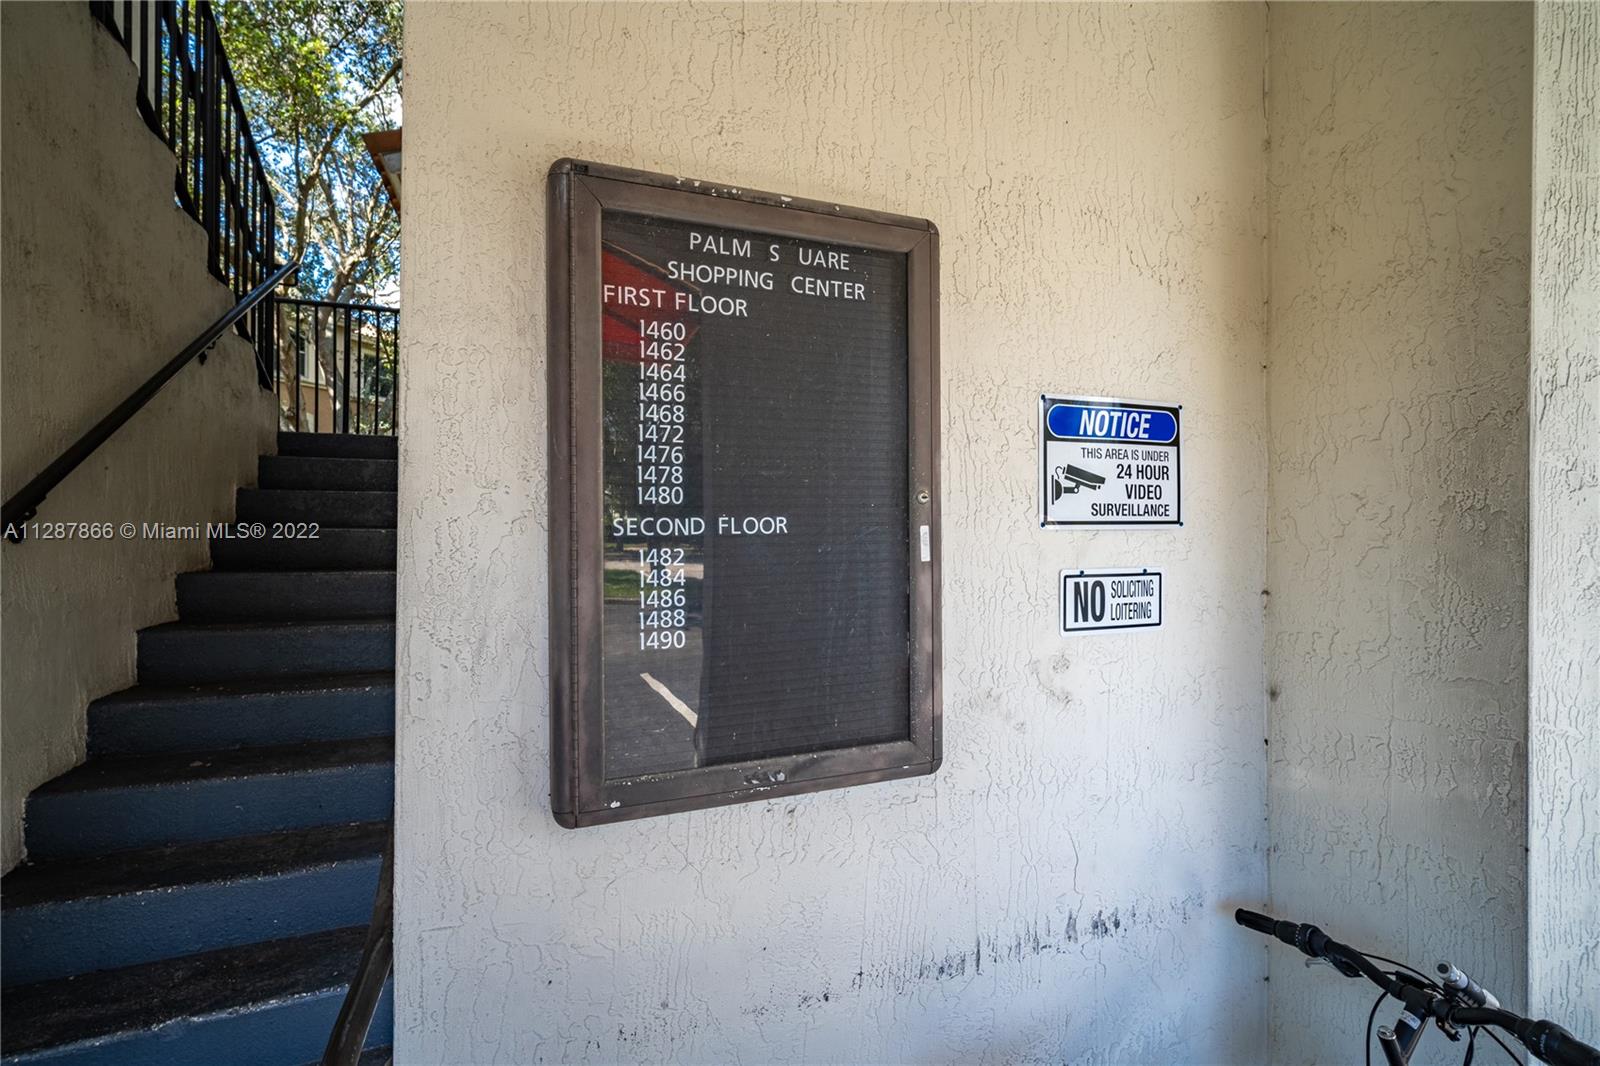 PALM S UARE
SHOPPING CENTER
FIRST FLOOR
1460
1462
1464
1466
1468
1472
1476
1478
1480
SECOND FLOOR
1482
1484
1486
1488
1490
NOTICE
THIS AREA IS UNDER
24 HOUR
VIDEO
SURVEILLANCE
NO SOLICITING
LOITERING
A11287866 © Miami MLS® 2022